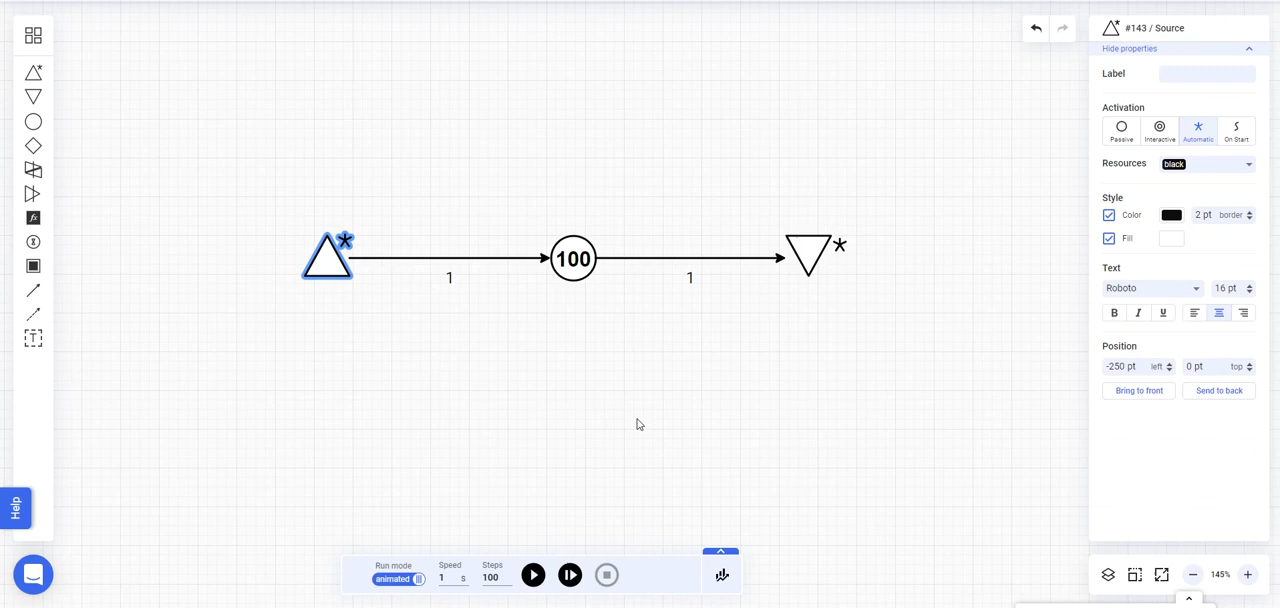 #143 / Source
Hide properties
Label
Activation
Passive Interactive Automatic On Start
Resources black
Style
Color 2 pt border
Fill
Text
Roboto 16 pt
B I U
Position
-250 pt left 0 pt top
Bring to front Send to back
fx
T
* 100 *
1 1
Help
Run mode Speed Steps
animated 1 s 100
145%